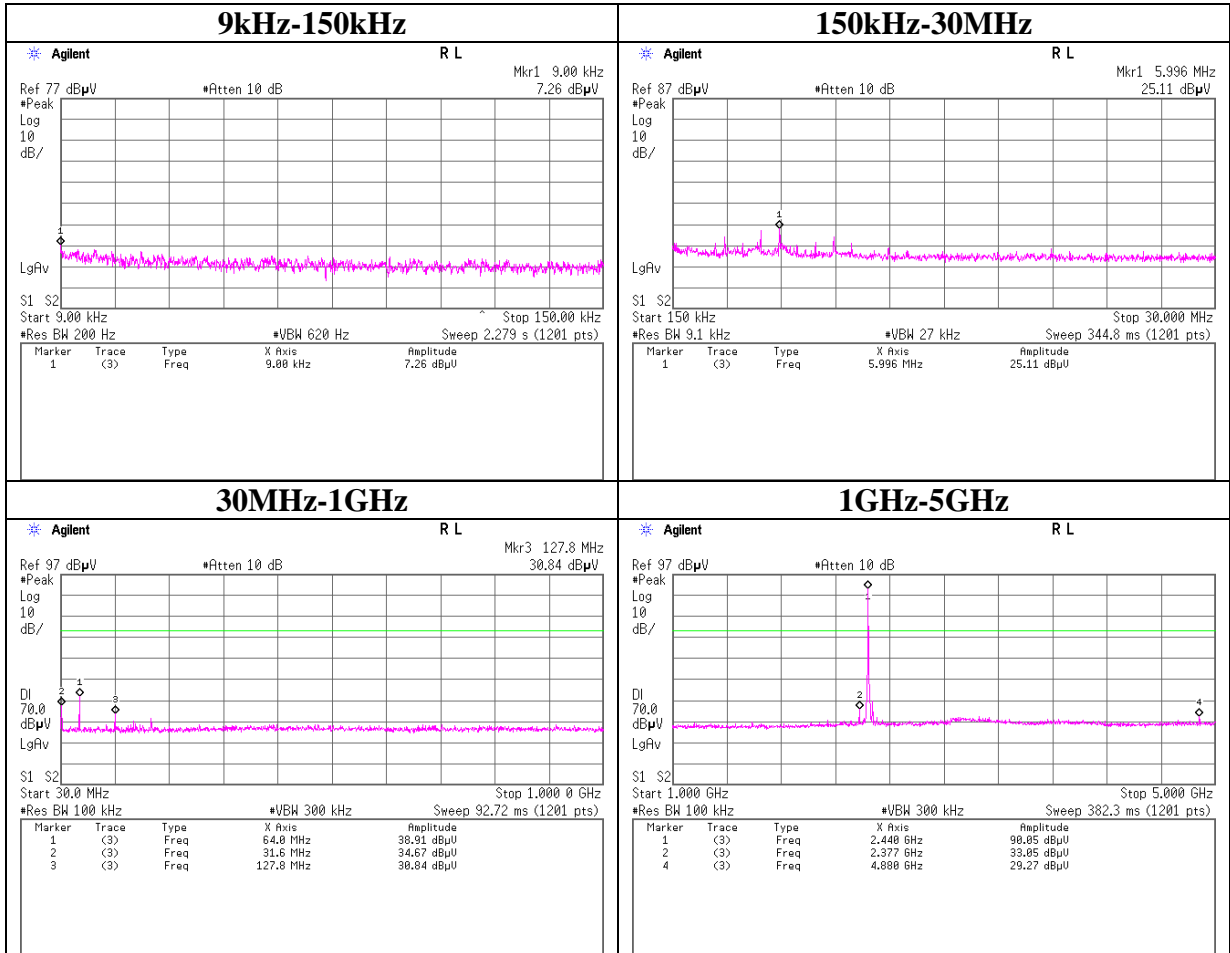 9kHz-150kHz
Agilent R L
Mkr1 9.00 kHz
Ref 77 dBµV #Atten 10 dB 7.26 dBµV
#Peak
Log
10
dB/
1
LgAv
S1 S2
Start 9.00 kHz ^ Stop 150.00 kHz
#Res BW 200 Hz #VBW 620 Hz Sweep 2.279 s (1201 pts)
Marker Trace Type X Axis Amplitude
1 (3) Freq 9.00 kHz 7.26 dBµV
150kHz-30MHz
Agilent R L
Mkr1 5.996 MHz
Ref 87 dBµV #Atten 10 dB 25.11 dBµV
#Peak
Log
10
dB/
1
LgAv
S1 S2
Start 150 kHz Stop 30.000 MHz
#Res BW 9.1 kHz #VBW 27 kHz Sweep 344.8 ms (1201 pts)
Marker Trace Type X Axis Amplitude
1 (3) Freq 5.996 MHz 25.11 dBµV
30MHz-1GHz
Agilent R L
Mkr3 127.8 MHz
Ref 97 dBµV #Atten 10 dB 30.84 dBµV
#Peak
Log
10
dB/
1
2
3
DI
70.0
dBµV
LgAv
S1 S2
Start 30.0 MHz Stop 1.000 0 GHz
#Res BW 100 kHz #VBW 300 kHz Sweep 92.72 ms (1201 pts)
Marker Trace Type X Axis Amplitude
1 (3) Freq 64.0 MHz 38.91 dBµV
2 (3) Freq 31.6 MHz 34.67 dBµV
3 (3) Freq 127.8 MHz 30.84 dBµV
1GHz-5GHz
Agilent R L
Ref 97 dBµV #Atten 10 dB
#Peak
Log
10
dB/
1
2
4
DI
70.0
dBµV
LgAv
S1 S2
Start 1.000 GHz Stop 5.000 GHz
#Res BW 100 kHz #VBW 300 kHz Sweep 382.3 ms (1201 pts)
Marker Trace Type X Axis Amplitude
1 (3) Freq 2.440 GHz 90.05 dBµV
2 (3) Freq 2.377 GHz 33.05 dBµV
4 (3) Freq 4.880 GHz 29.27 dBµV